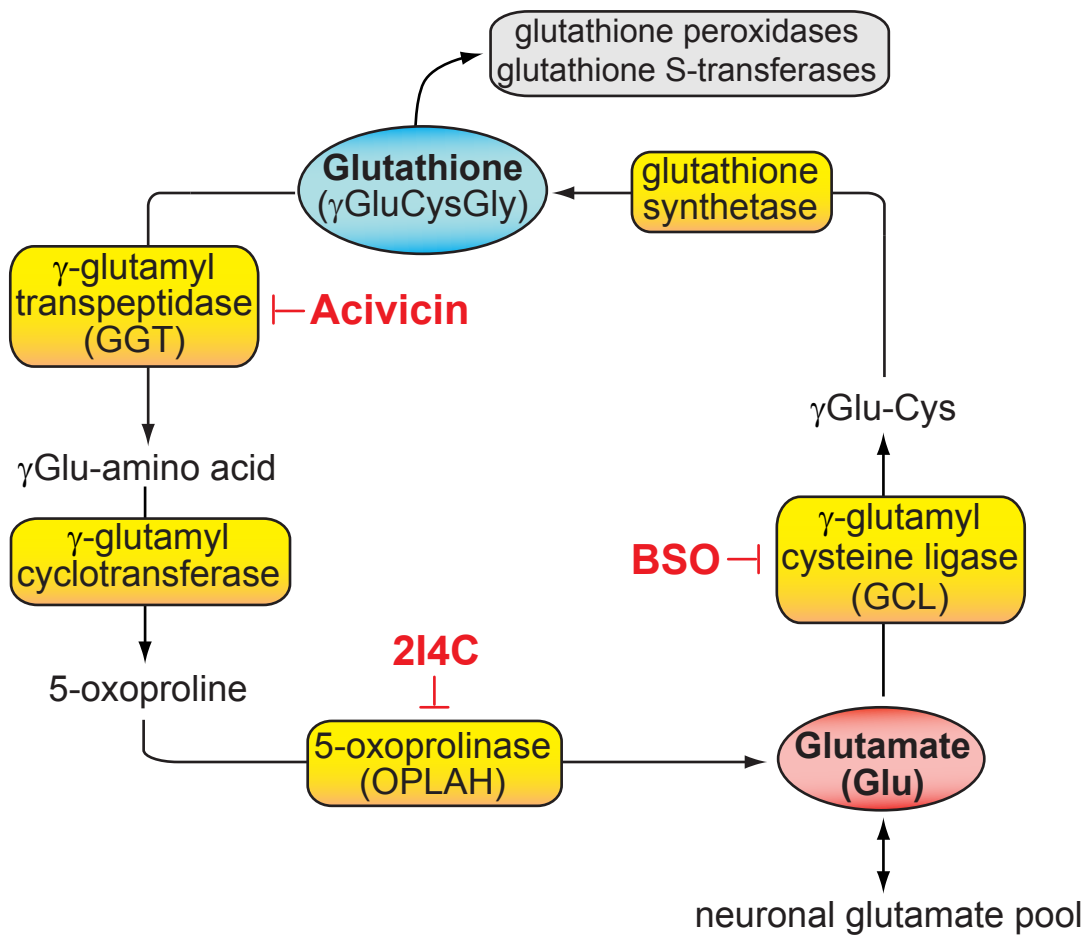 glutathione peroxidases
glutathione S-transferases
Glutathione
(γGluCysGly)
glutathione
synthetase
γ-glutamyl
transpeptidase
(GGT)
Acivicin
γGlu-Cys
γGlu-amino acid
γ-glutamyl
cyclotransferase
BSO
γ-glutamyl
cysteine ligase
(GCL)
2I4C
5-oxoproline
5-oxoprolinase
(OPLAH)
Glutamate
(Glu)
neuronal glutamate pool